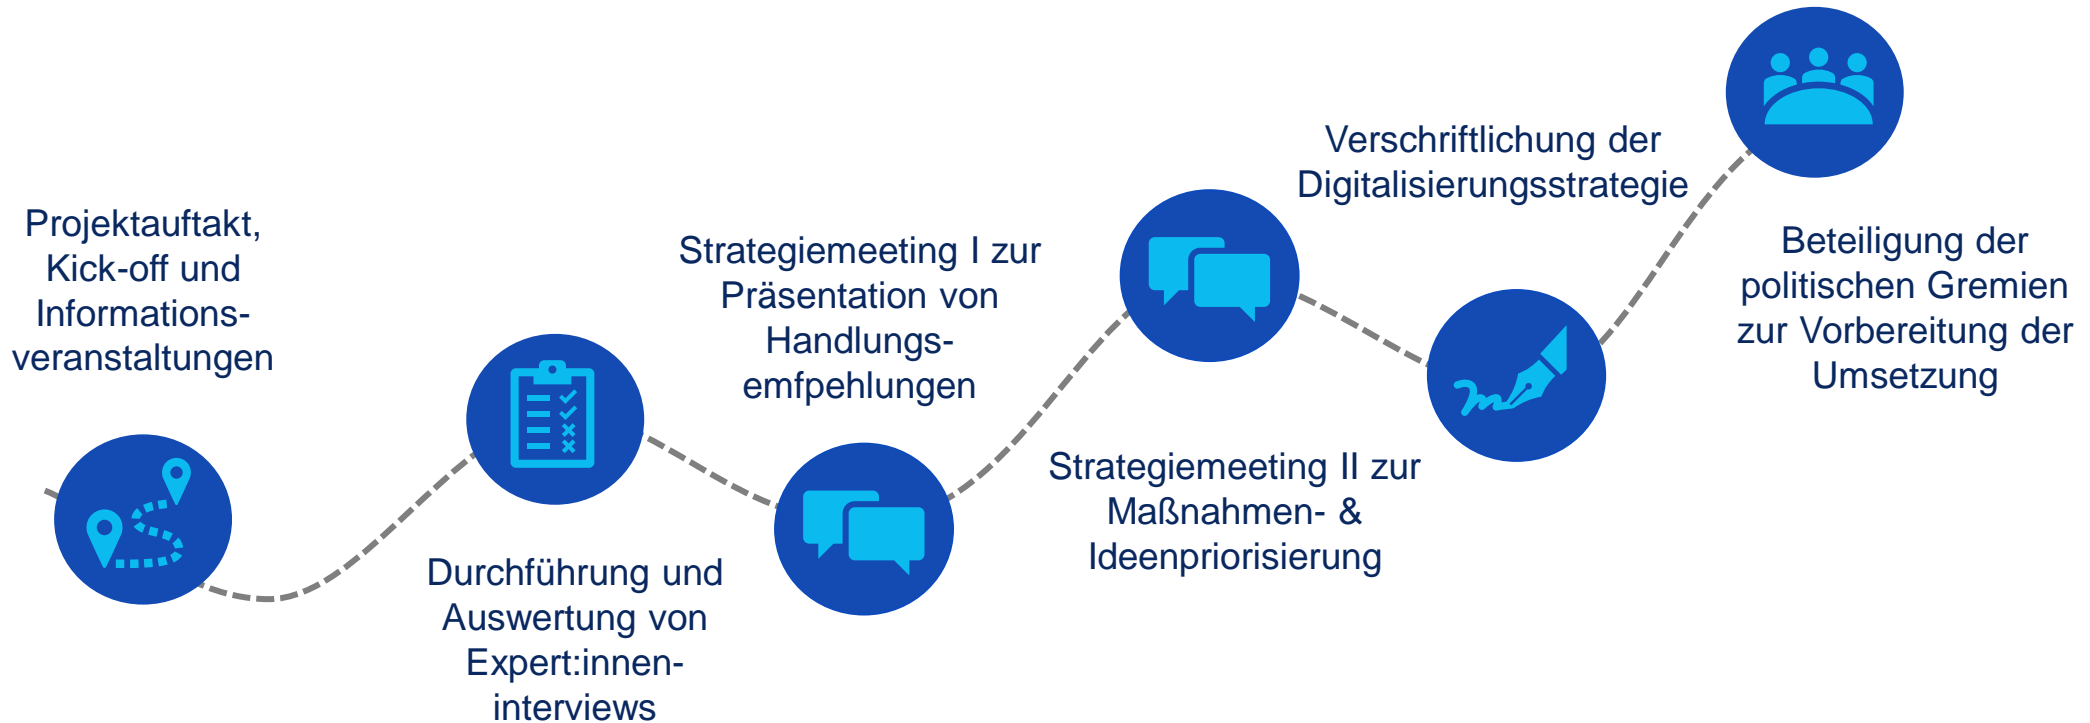 Projektauftakt,
Kick-off und
Informations-
veranstaltungen
Durchführung und
Auswertung von
Expert:innen-
interviews
Strategiemeeting I zur
Präsentation von
Handlungs-
emfpehlungen
Strategiemeeting II zur
Maßnahmen- &
Ideenpriorisierung
Verschriftlichung der
Digitalisierungsstrategie
Beteiligung der
politischen Gremien
zur Vorbereitung der
Umsetzung